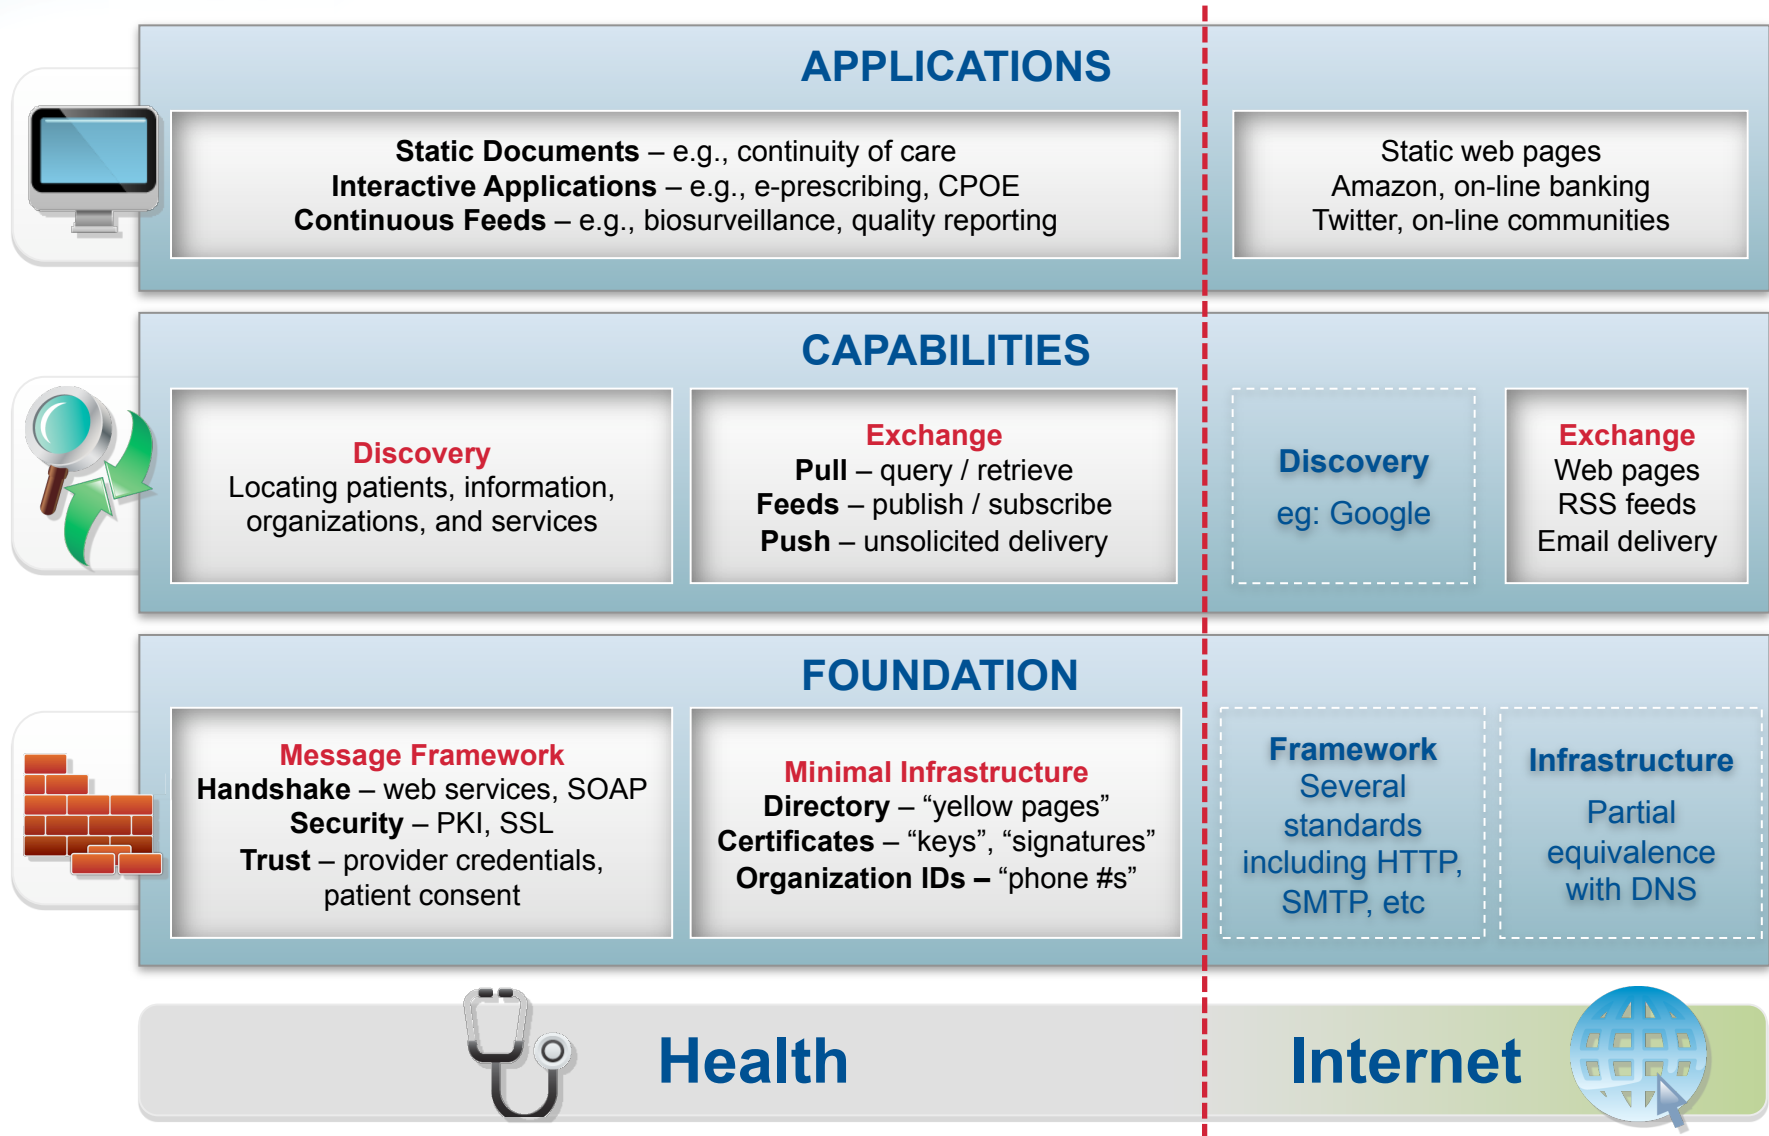 APPLICATIONS
Static Documents – e.g., continuity of care
Interactive Applications – e.g., e-prescribing, CPOE
Continuous Feeds – e.g., biosurveillance, quality reporting
Static web pages
Amazon, on-line banking
Twitter, on-line communities
CAPABILITIES
Discovery
Locating patients, information,
organizations, and services
Exchange
Pull – query / retrieve
Feeds – publish / subscribe
Push – unsolicited delivery
Discovery
eg: Google
Exchange
Web pages
RSS feeds
Email delivery
FOUNDATION
Message Framework
Handshake – web services, SOAP
Security – PKI, SSL
Trust – provider credentials,
patient consent
Minimal Infrastructure
Directory – “yellow pages”
Certificates – “keys”, “signatures”
Organization IDs – “phone #s”
Framework
Several
standards
including HTTP,
SMTP, etc
Infrastructure
Partial
equivalence
with DNS
Health
Internet